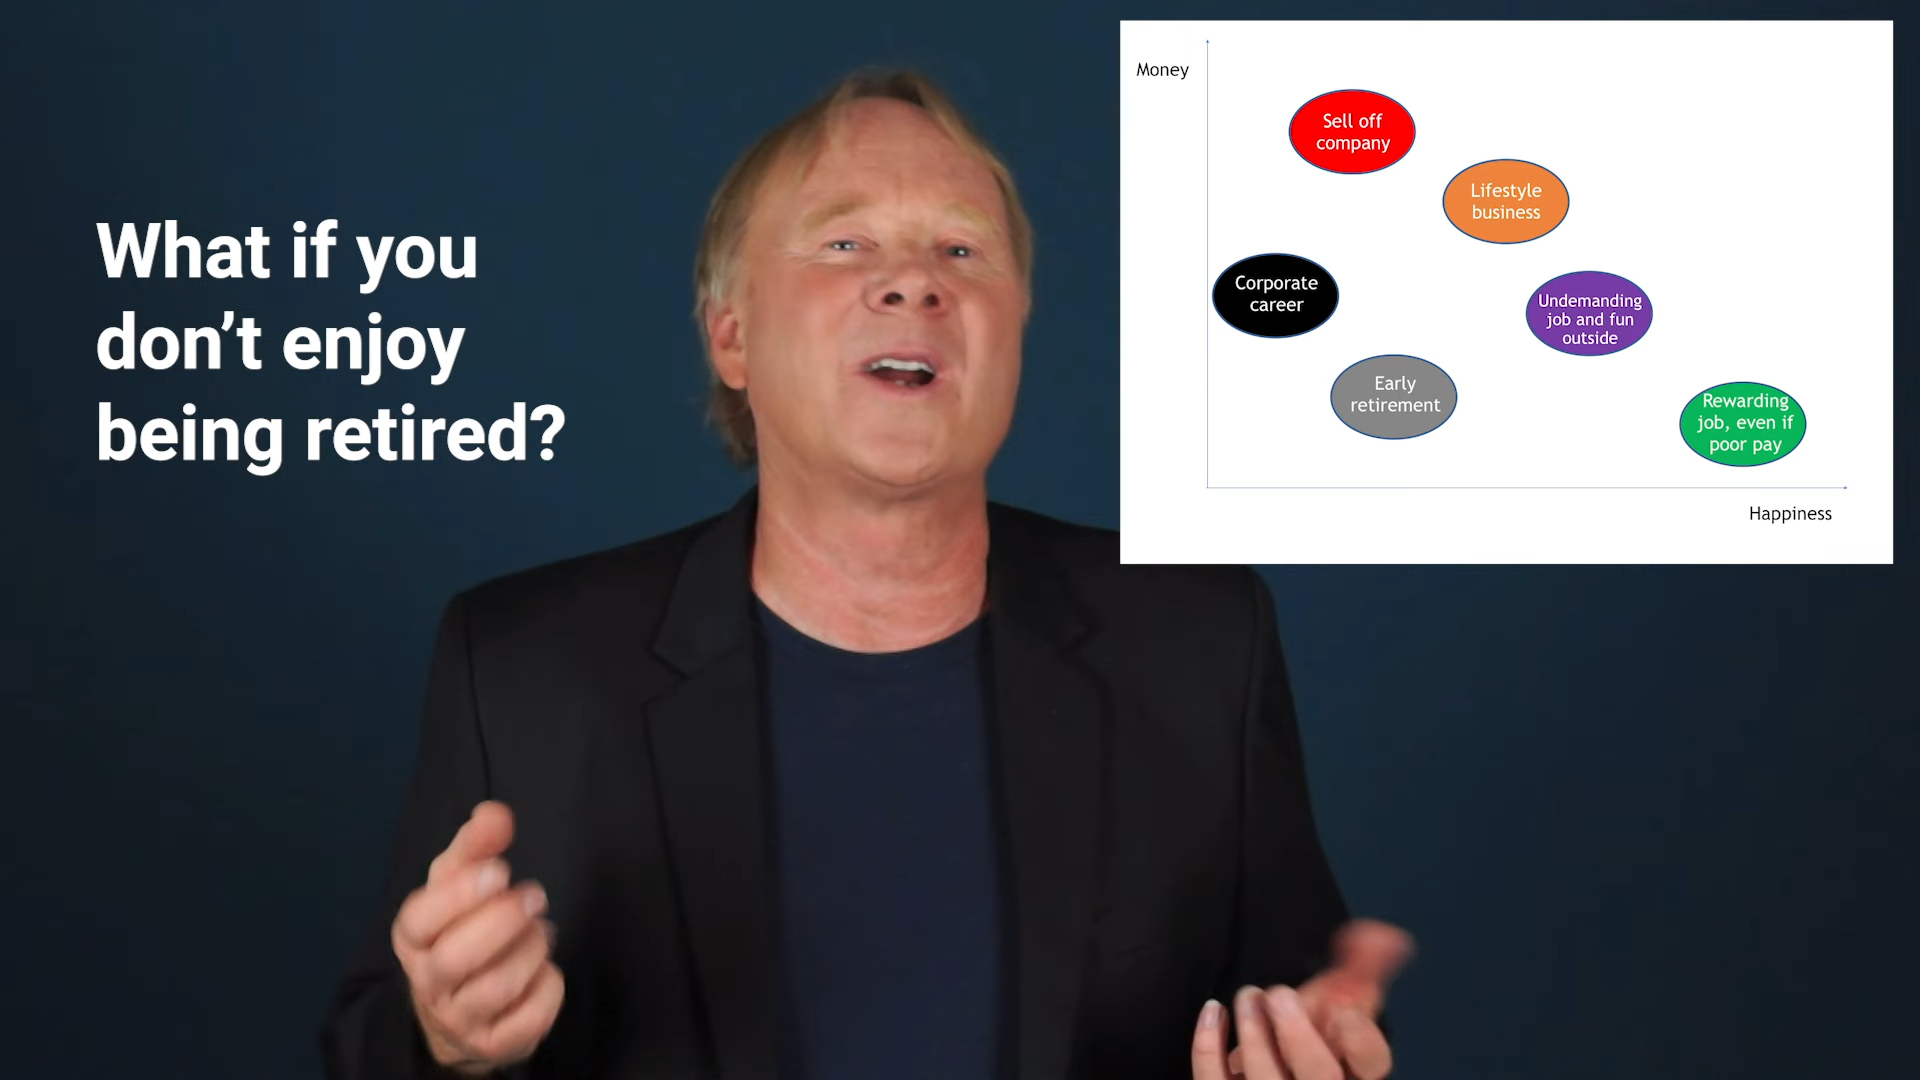 What if you
don’t enjoy
being retired?
Money
Sell off
company
Lifestyle
business
Corporate
career
Undemanding
job and fun
outside
Early
retirement
Rewarding
job, even if
poor pay
Happiness